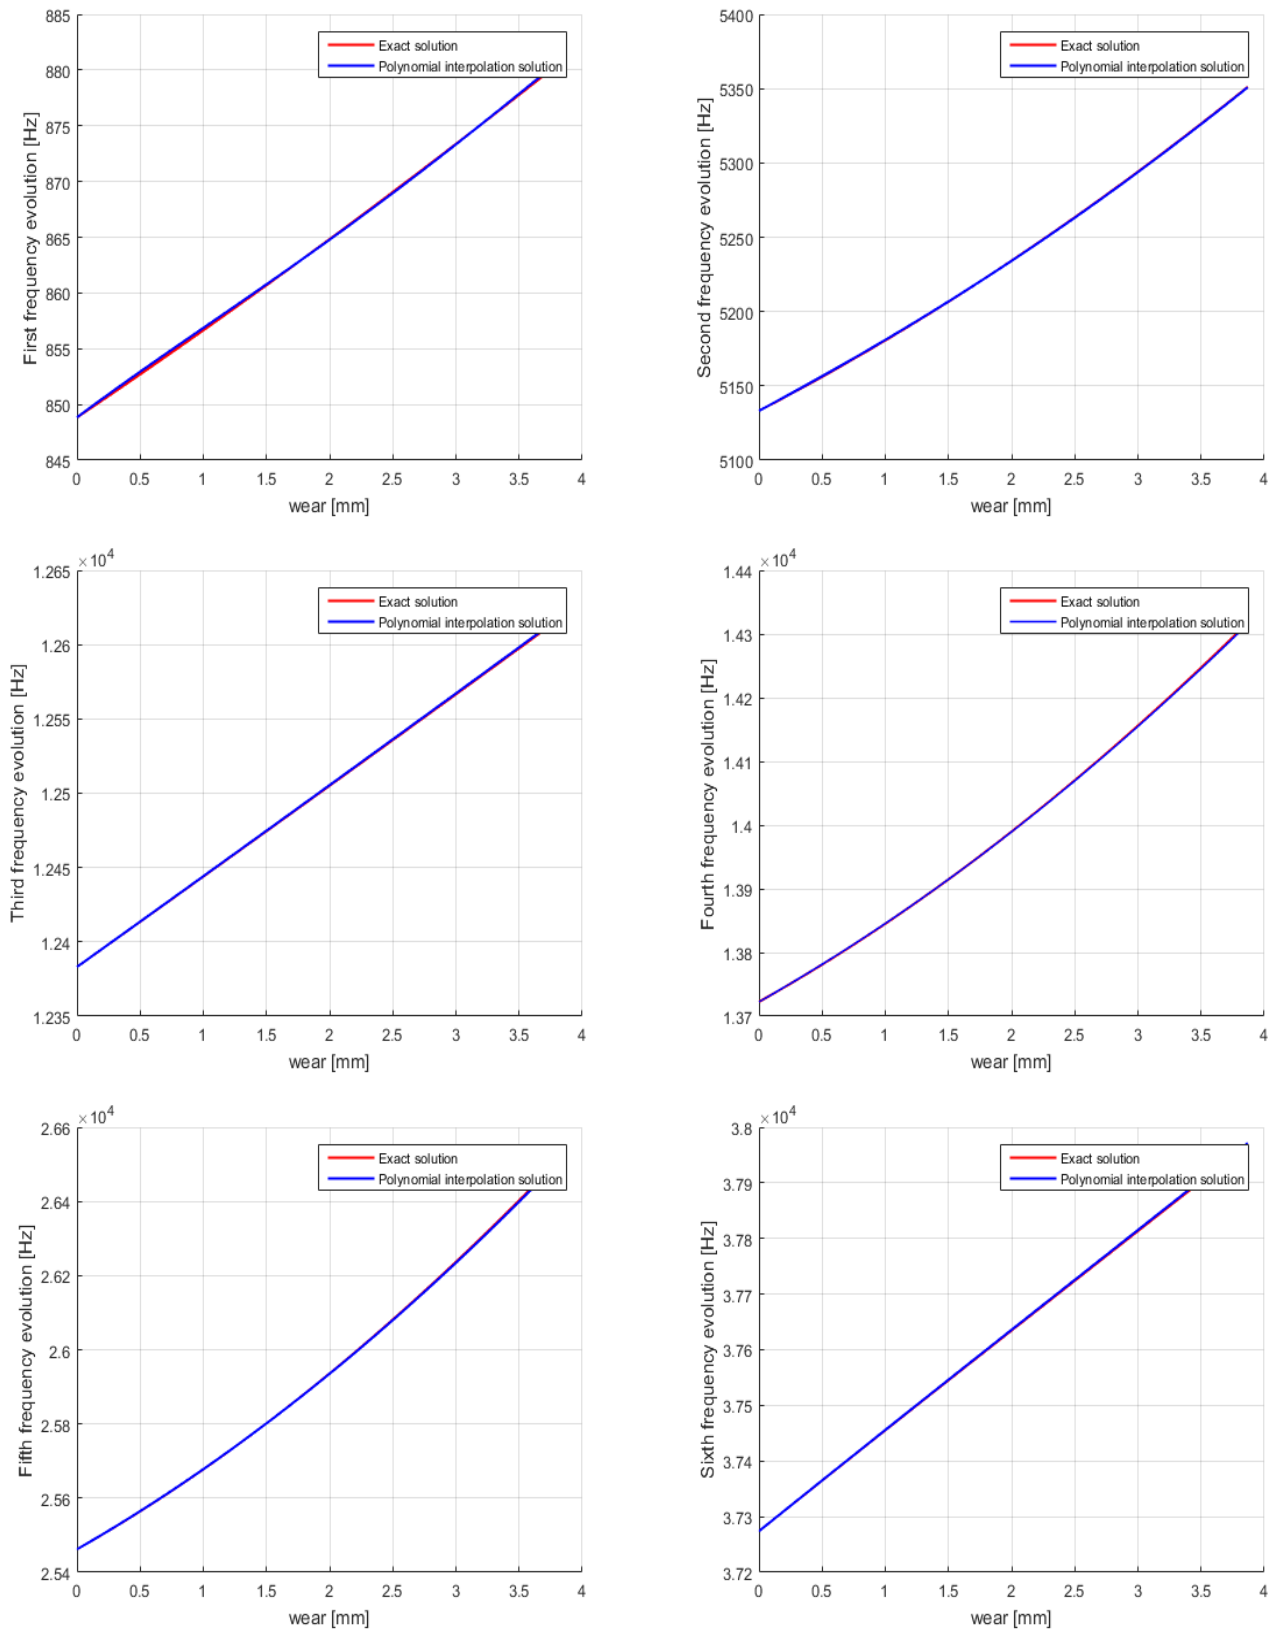 885
880
875
870
865
860
855
850
845
First frequency evolution [Hz]
Exact solution
Polynomial interpolation solution
0 0.5 1 1.5 2 2.5 3 3.5 4
wear [mm]
5400
5350
5300
5250
5200
5150
5100
Second frequency evolution [Hz]
Exact solution
Polynomial interpolation solution
0 0.5 1 1.5 2 2.5 3 3.5 4
wear [mm]
×10⁴
1.265
1.26
1.255
1.25
1.245
1.24
1.235
Third frequency evolution [Hz]
Exact solution
Polynomial interpolation solution
0 0.5 1 1.5 2 2.5 3 3.5 4
wear [mm]
×10⁴
1.44
1.43
1.42
1.41
1.4
1.39
1.38
1.37
Fourth frequency evolution [Hz]
Exact solution
Polynomial interpolation solution
0 0.5 1 1.5 2 2.5 3 3.5 4
wear [mm]
×10⁴
2.66
2.64
2.62
2.6
2.58
2.56
2.54
Fifth frequency evolution [Hz]
Exact solution
Polynomial interpolation solution
0 0.5 1 1.5 2 2.5 3 3.5 4
wear [mm]
×10⁴
3.8
3.79
3.78
3.77
3.76
3.75
3.74
3.73
3.72
Sixth frequency evolution [Hz]
Exact solution
Polynomial interpolation solution
0 0.5 1 1.5 2 2.5 3 3.5 4
wear [mm]